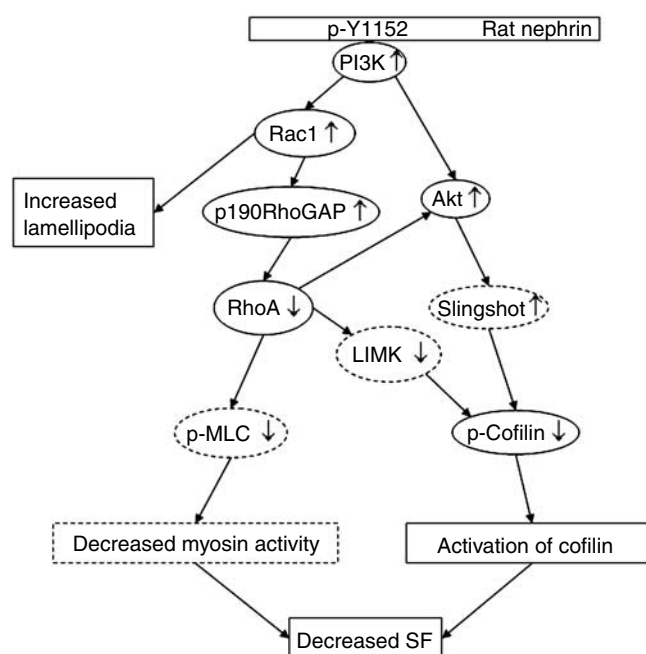 p-Y1152 Rat nephrin
PI3K ↑
Rac1 ↑
Increased
lamellipodia
p190RhoGAP ↑
Akt ↑
RhoA ↓
Slingshot ↑
LIMK ↓
p-MLC ↓
p-Cofilin ↓
Decreased myosin activity
Activation of cofilin
Decreased SF